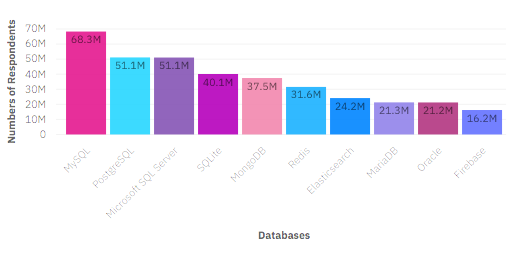 Numbers of Respondents
70M
60M
50M
40M
30M
20M
10M
0
68.3M
51.1M
51.1M
40.1M
37.5M
31.6M
24.2M
21.3M
21.2M
16.2M
MySQL
PostgreSQL
Microsoft SQL Server
SQLite
MongoDB
Redis
Elasticsearch
MariaDB
Oracle
Firebase
Databases